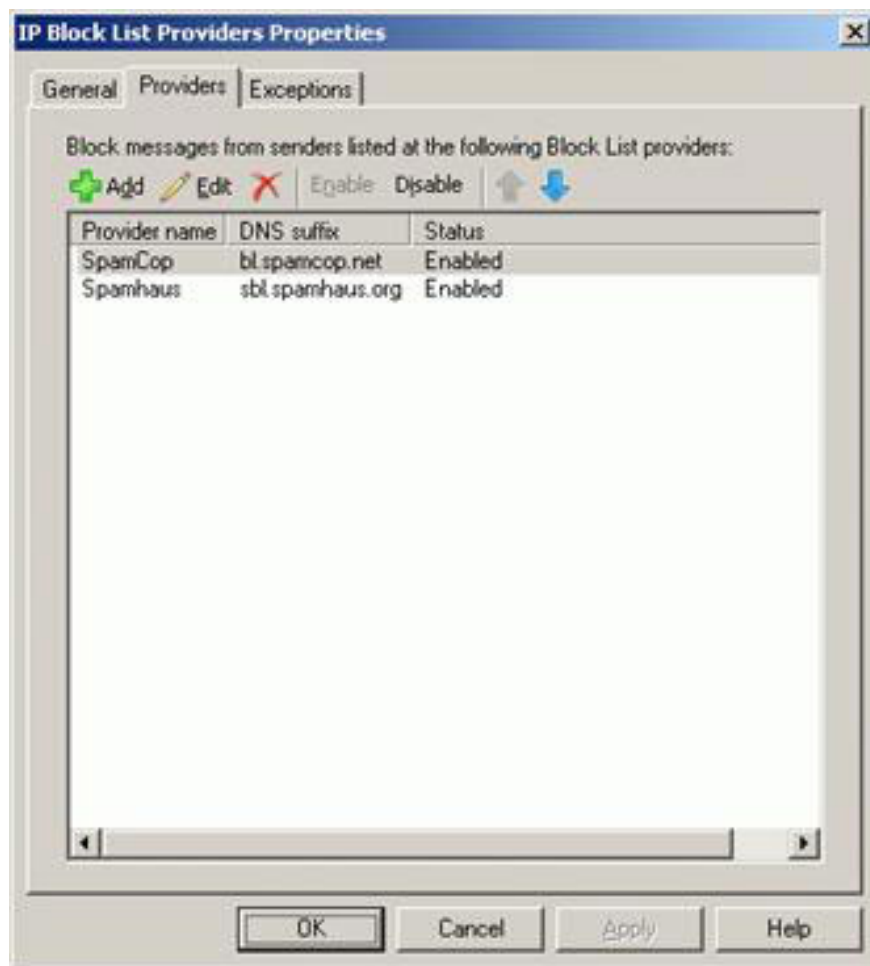 IP Block List Providers Properties
General Providers Exceptions
Block messages from senders listed at the following Block List providers:
Add Edit Enable Disable
Provider name DNS suffix Status
SpamCop bl.spamcop.net Enabled
Spamhaus sbl.spamhaus.org Enabled
OK Cancel Apply Help